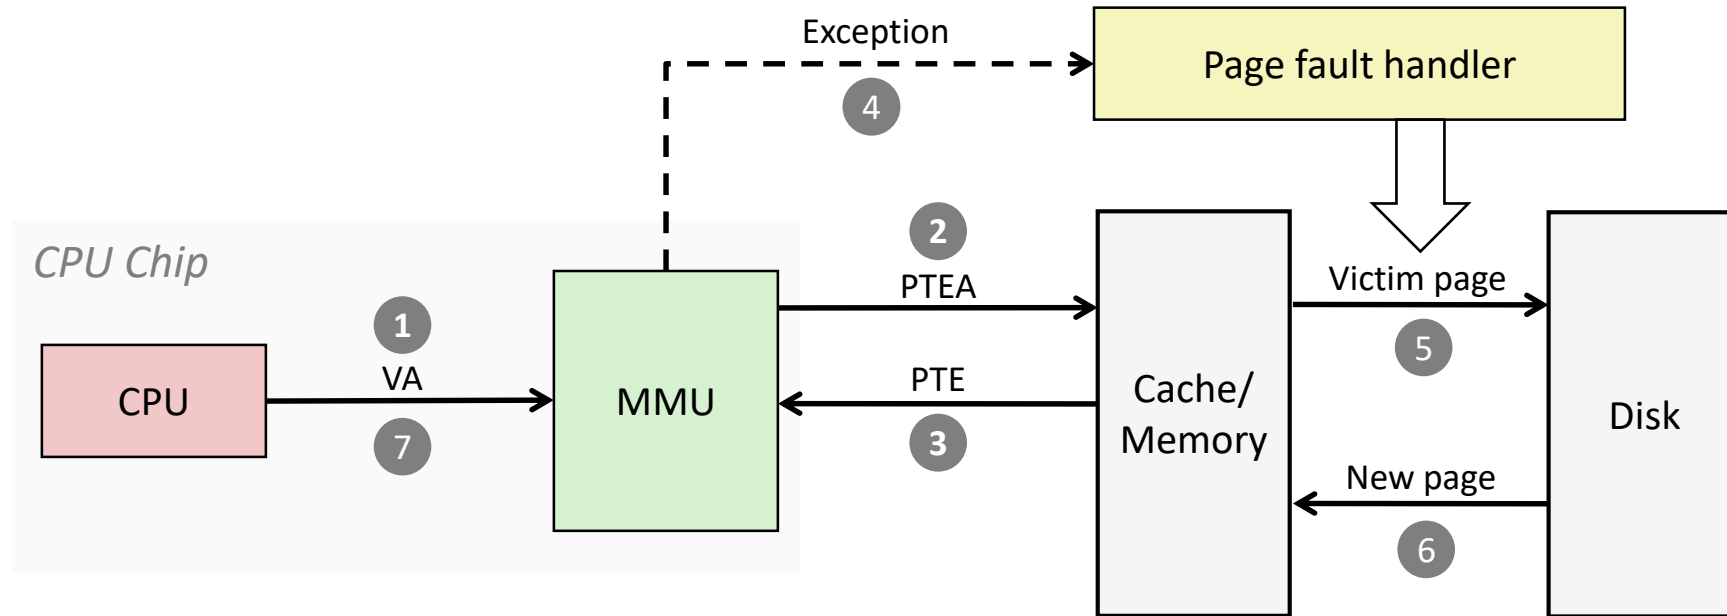 Exception
4
Page fault handler
CPU Chip
2
PTEA
1
VA
7
CPU
MMU
PTE
3
Cache/
Memory
Victim page
5
Disk
New page
6